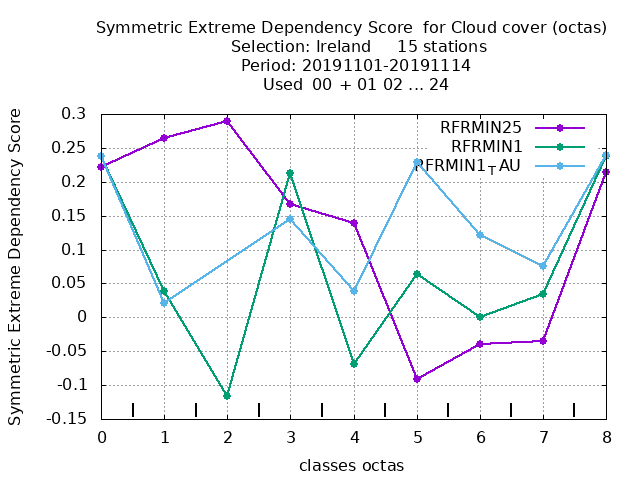 Symmetric Extreme Dependency Score  for Cloud cover (octas)
Selection: Ireland     15 stations
Period: 20191101-20191114
Used  00  + 01 02 ... 24
Symmetric Extreme Dependency Score
0.3
0.25
0.2
0.15
0.1
0.05
0
-0.05
-0.1
-0.15
RFRMIN25
RFRMIN1
RFRMIN1TAU
0 1 2 3 4 5 6 7 8
classes octas